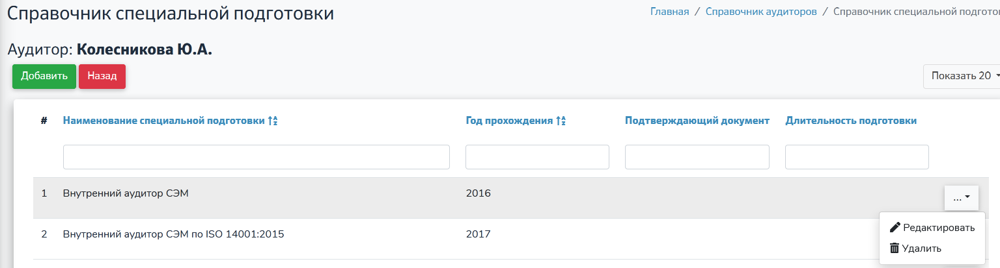 Справочник специальной подготовки
Главная / Справочник аудиторов / Справочник специальной
Аудитор: Колесникова Ю.А.
Добавить Назад Показать 20
# Наименование специальной подготовки Год прохождения Подтверждающий документ Длительность подготовки
1 Внутренний аудитор СЭМ 2016 ...
2 Внутренний аудитор СЭМ по ISO 14001:2015 2017
Редактировать
Удалить